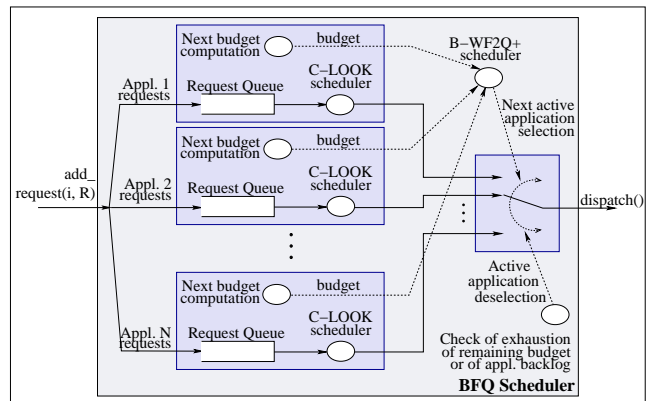 Next budget
computation
budget
B-WF2Q+
scheduler
Appl. 1
requests
Request Queue
C-LOOK
scheduler
Next active
application
selection
Next budget
computation
budget
add_
request(i, R)
Appl. 2
requests
Request Queue
C-LOOK
scheduler
dispatch()
Next budget
computation
budget
Active
application
deselection
Appl. N
requests
Request Queue
C-LOOK
scheduler
Check of exhaustion
of remaining budget
or of appl. backlog
BFQ Scheduler